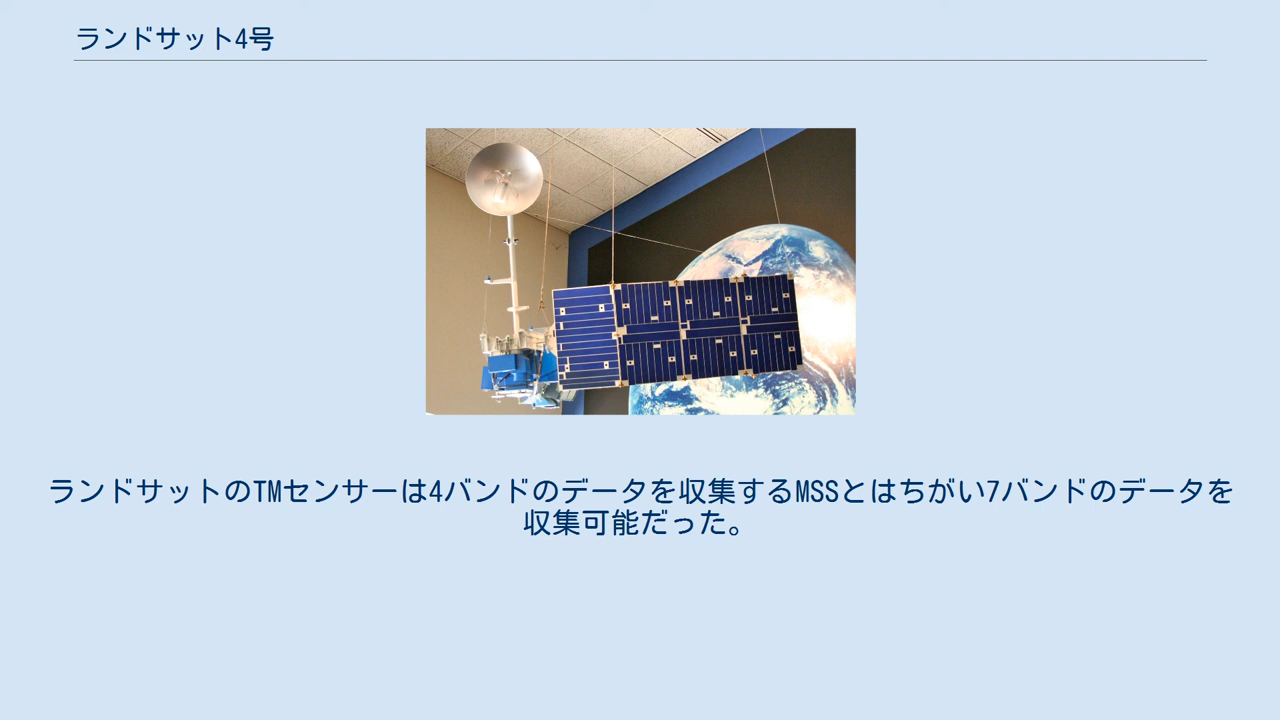 ランドサット4号
ランドサットのTMセンサーは4バンドのデータを収集するMSSとはちがい7バンドのデータを
収集可能だった。